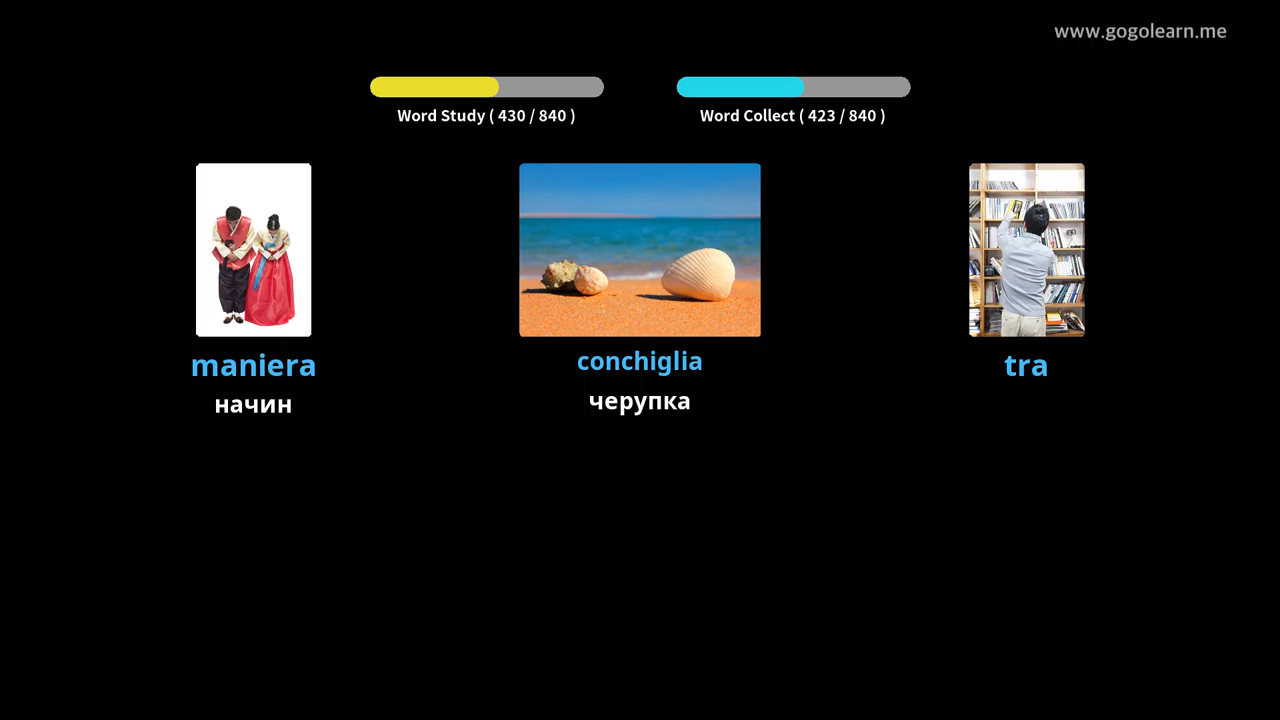 www.gogolearn.me
Word Study ( 430 / 840 )
Word Collect ( 423 / 840 )
maniera
начин
conchiglia
черупка
tra